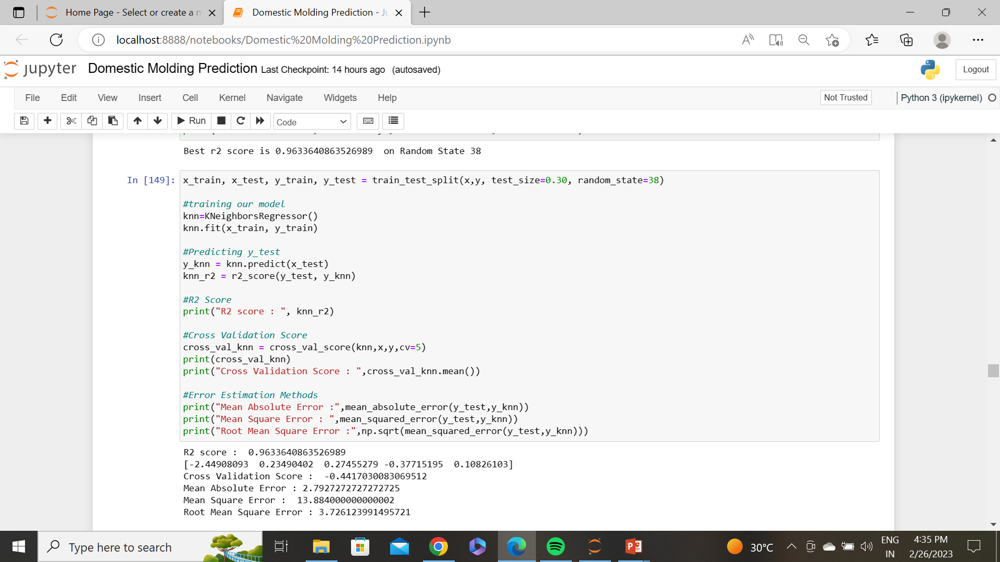 Home Page - Select or create a n
Domestic Molding Prediction - Ju
localhost:8888/notebooks/Domestic%20Molding%20Prediction.ipynb
jupyter Domestic Molding Prediction Last Checkpoint: 14 hours ago (autosaved)
Logout
File Edit View Insert Cell Kernel Navigate Widgets Help
Not Trusted
Python 3 (ipykernel)
Run
Code
Best r2 score is 0.9633640863526989  on Random State 38
In [149]:
x_train, x_test, y_train, y_test = train_test_split(x,y, test_size=0.30, random_state=38)
#training our model
knn=KNeighborsRegressor()
knn.fit(x_train, y_train)
#Predicting y_test
y_knn = knn.predict(x_test)
knn_r2 = r2_score(y_test, y_knn)
#R2 Score
print("R2 score : ", knn_r2)
#Cross Validation Score
cross_val_knn = cross_val_score(knn,x,y,cv=5)
print(cross_val_knn)
print("Cross Validation Score : ",cross_val_knn.mean())
#Error Estimation Methods
print("Mean Absolute Error :",mean_absolute_error(y_test,y_knn))
print("Mean Square Error : ",mean_squared_error(y_test,y_knn))
print("Root Mean Square Error :",np.sqrt(mean_squared_error(y_test,y_knn)))
R2 score :  0.9633640863526989
[-2.44908093  0.23490402  0.27455279 -0.37715195  0.10826103]
Cross Validation Score :  -0.4417030083069512
Mean Absolute Error : 2.7927272727272725
Mean Square Error :  13.884000000000002
Root Mean Square Error : 3.726123991495721
Type here to search
30°C
ENG
IN
4:35 PM
2/26/2023